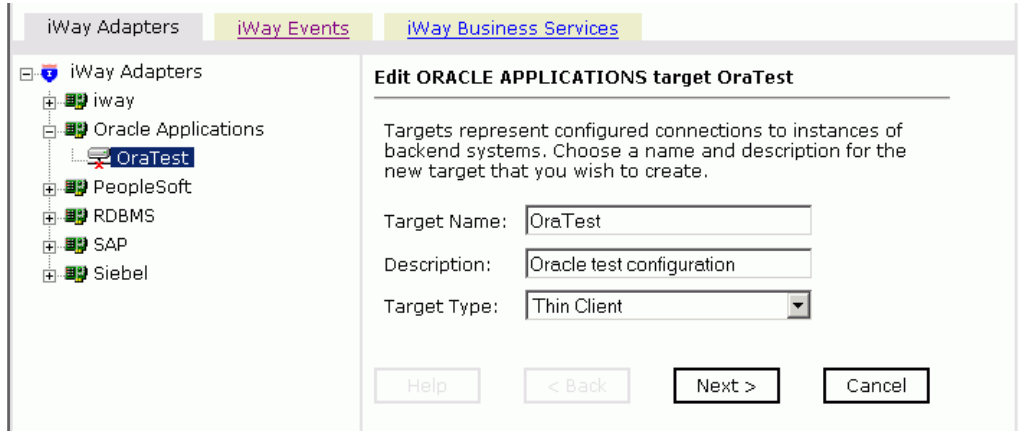 iWay Adapters
iWay Events
iWay Business Services
iWay Adapters
iway
Oracle Applications
OraTest
PeopleSoft
RDBMS
SAP
Siebel
Edit ORACLE APPLICATIONS target OraTest
Targets represent configured connections to instances of
backend systems. Choose a name and description for the
new target that you wish to create.
Target Name: OraTest
Description: Oracle test configuration
Target Type: Thin Client
Help < Back Next > Cancel